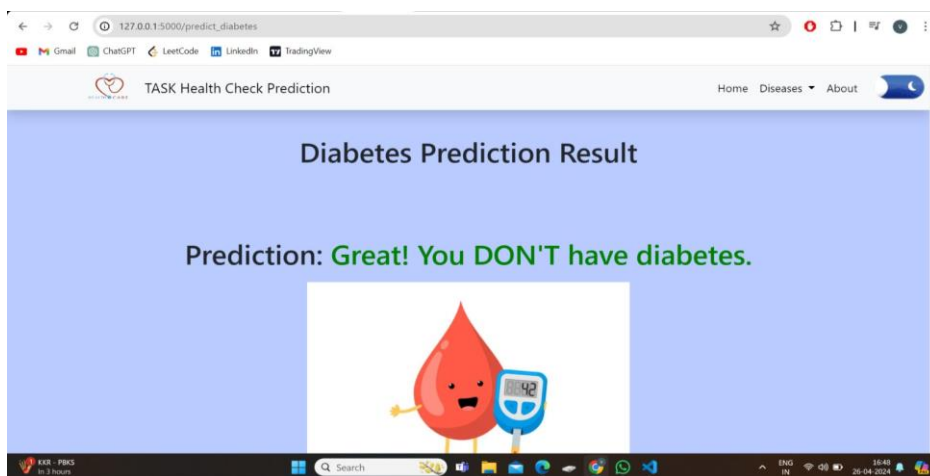 127.0.0.1:5000/predict_diabetes
Gmail ChatGPT LeetCode LinkedIn TradingView
TASK Health Check Prediction
Home Diseases About
Diabetes Prediction Result
Prediction: Great! You DON'T have diabetes.
42
KKR - PBKS
In 3 hours
Search
ENG
IN
16:48
26-04-2024